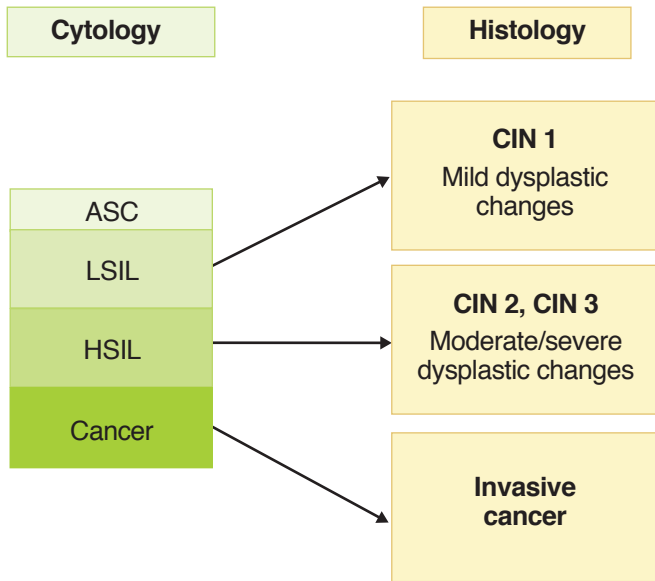 Cytology
Histology
ASC
LSIL
HSIL
Cancer
CIN 1
Mild dysplastic
changes
CIN 2, CIN 3
Moderate/severe
dysplastic changes
Invasive
cancer